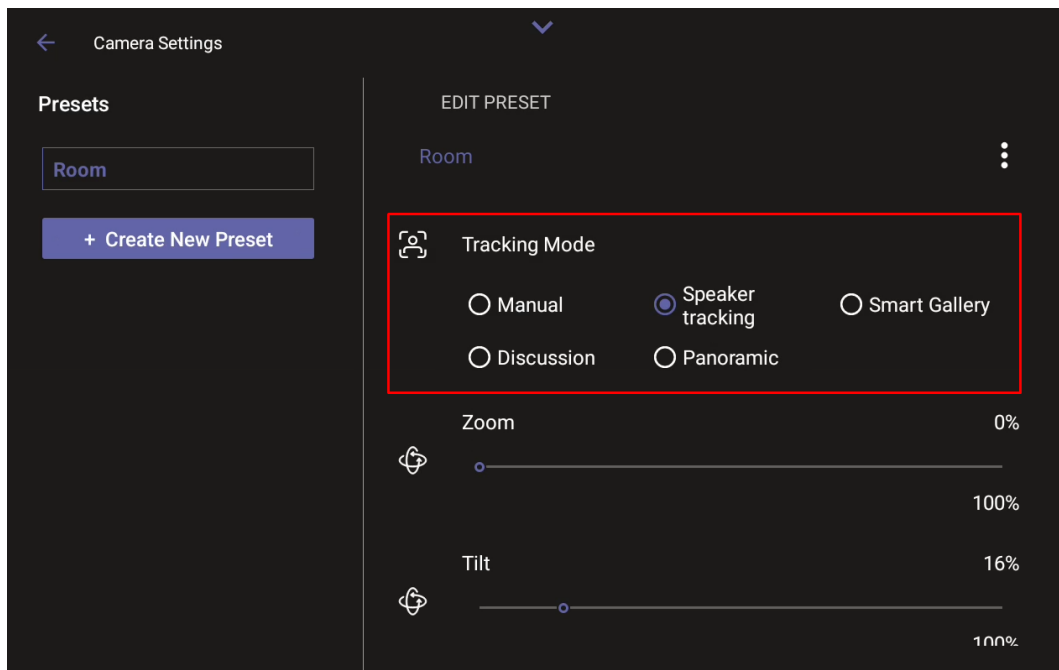 Camera Settings
Presets
Room
+ Create New Preset
EDIT PRESET
Room
Tracking Mode
Manual
Speaker
tracking
Smart Gallery
Discussion
Panoramic
Zoom
0%
100%
Tilt
16%
100%